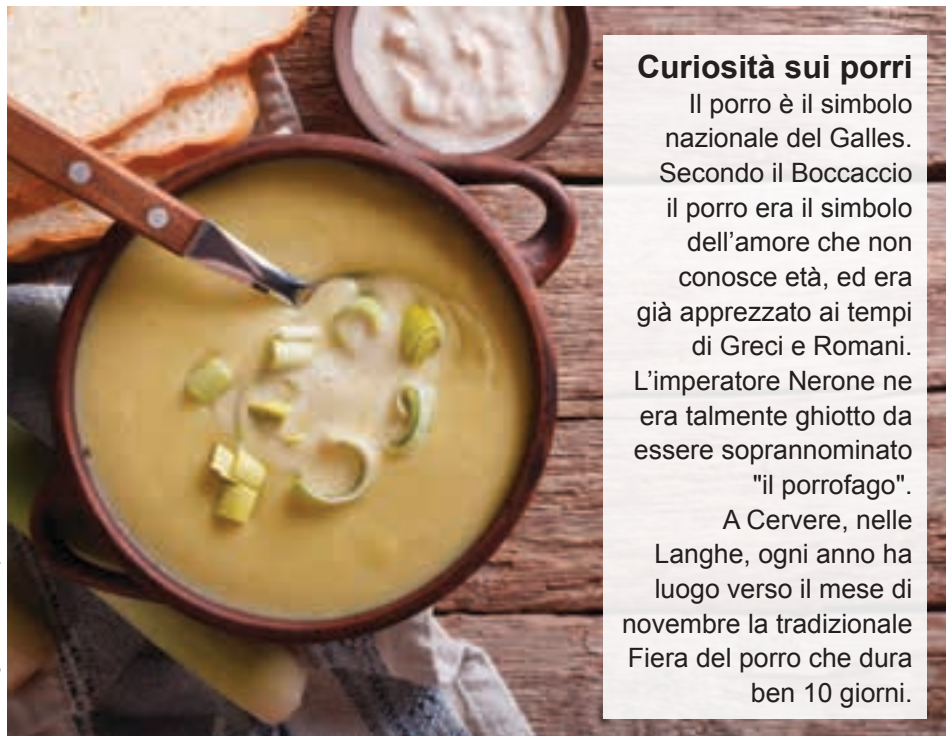 Curiosità sui porri
Il porro è il simbolo
nazionale del Galles.
Secondo il Boccaccio
il porro era il simbolo
dell’amore che non
conosce età, ed era
già apprezzato ai tempi
di Greci e Romani.
L’imperatore Nerone ne
era talmente ghiotto da
essere soprannominato
"il porrofago".
A Cervere, nelle
Langhe, ogni anno ha
luogo verso il mese di
novembre la tradizionale
Fiera del porro che dura
ben 10 giorni.